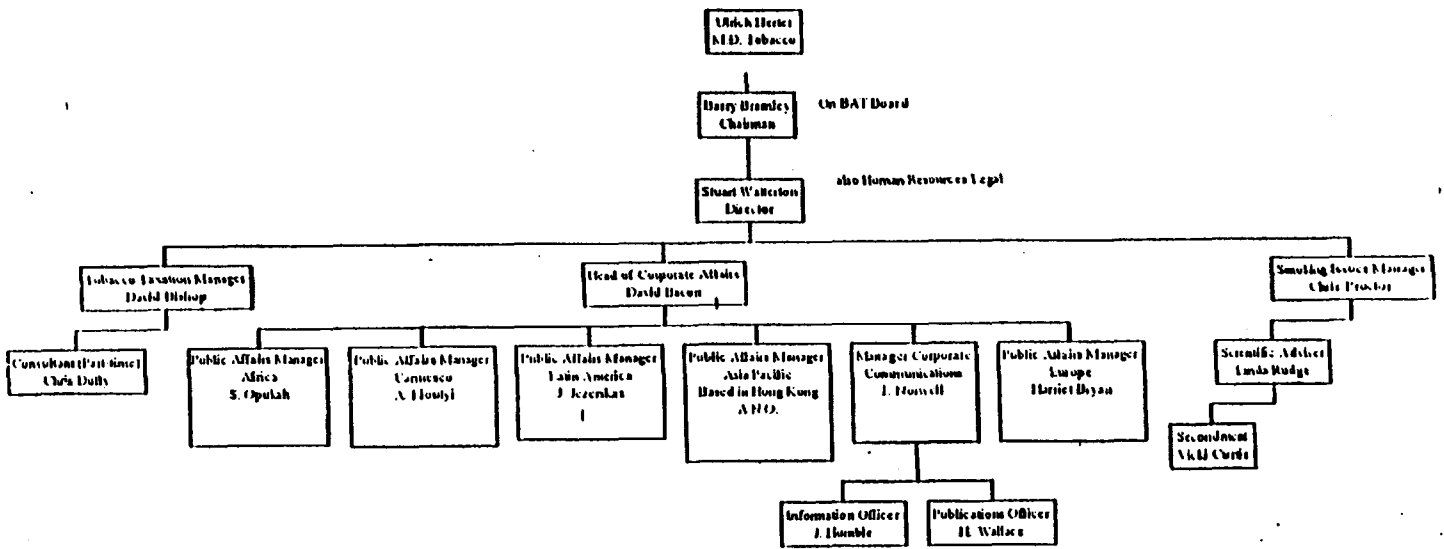 Ulrich Herter
M.D. Tobacco
Barry Bramley
Chairman
On BAT Board
Stuart Watterton
Director
also Human Resources Legal
Tobacco Taxation Manager
David Bishop
Head of Corporate Affairs
David Bacon
Smoking Issues Manager
Chris Proctor
Consultant (Part-time)
Chris Duffy
Public Affairs Manager
Africa
S. Opukah
Public Affairs Manager
A.
Public Affairs Manager
Latin America
J. Jezerskas
Public Affairs Manager
Asia Pacific
Based in Hong Kong
Manager Corporate
Communications
Public Affairs Manager
Europe
Harriet Bryan
Scientific Adviser
Linda Rudge
Secondment
Vicki Curtis
Information Officer
J. Humble
Publications Officer
H. Wallace